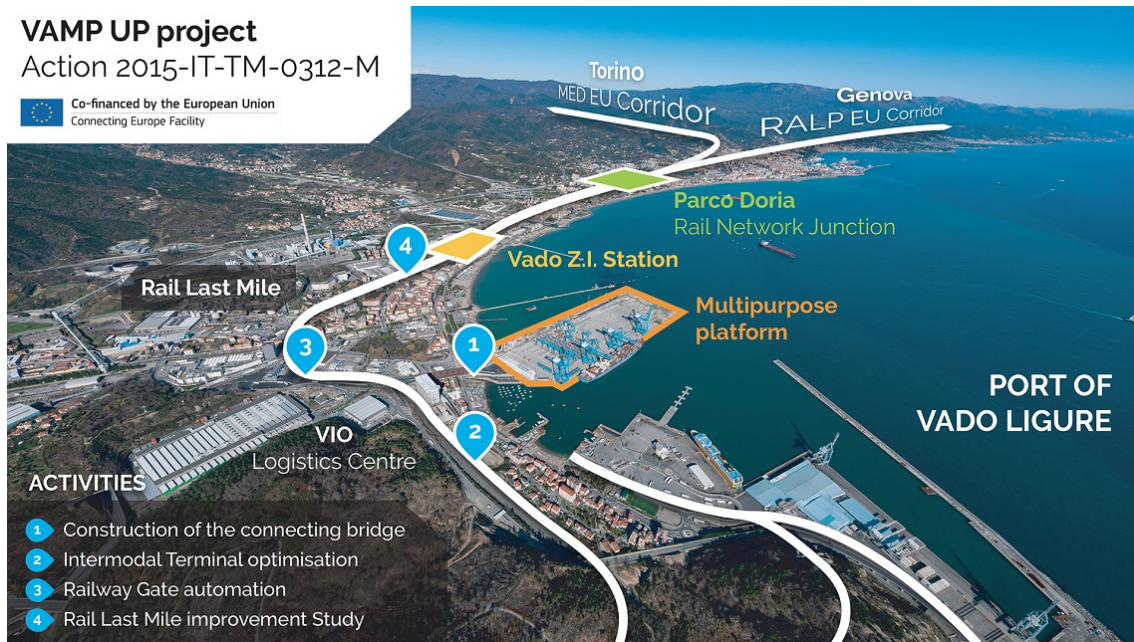 VAMP UP project
Action 2015-IT-TM-0312-M
Co-financed by the European Union
Connecting Europe Facility
Torino
MED EU Corridor
Genova
RALP EU Corridor
Parco Doria
Rail Network Junction
4
Vado Z.I. Station
Rail Last Mile
Multipurpose
platform
1
3
PORT OF
VADO LIGURE
2
VIO
Logistics Centre
ACTIVITIES
1 Construction of the connecting bridge
2 Intermodal Terminal optimisation
3 Railway Gate automation
4 Rail Last Mile improvement Study